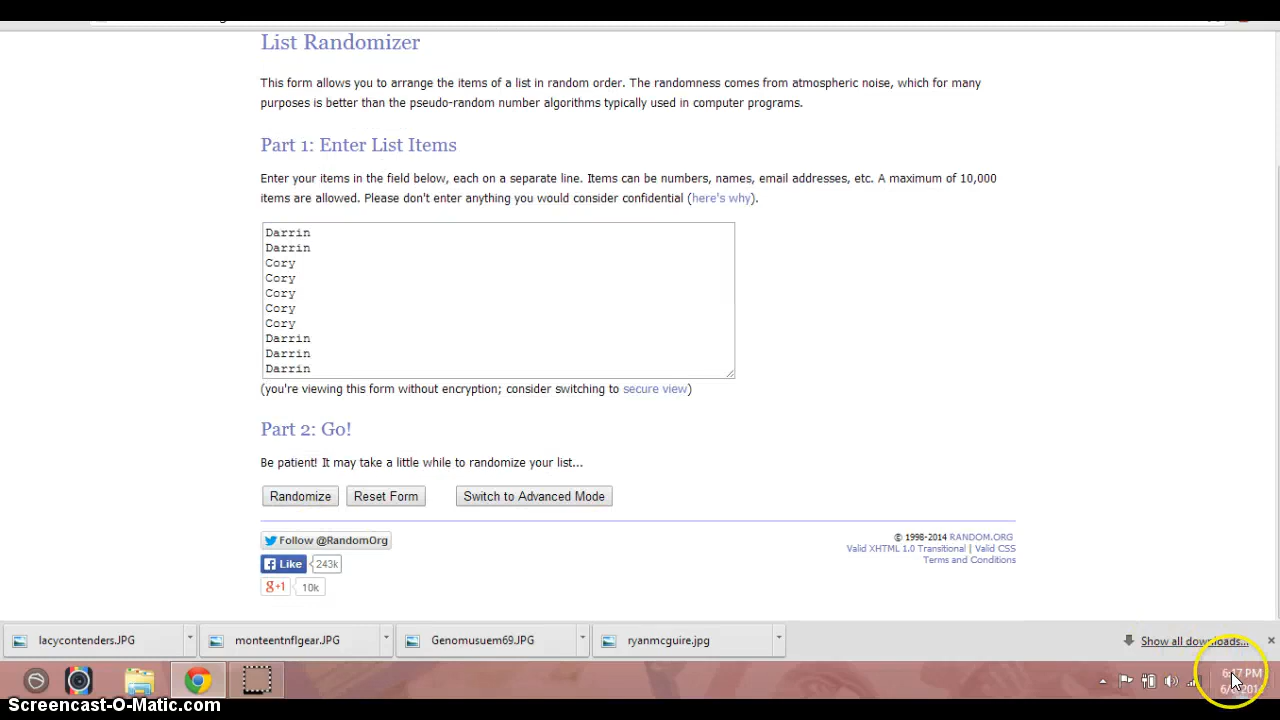 List Randomizer
This form allows you to arrange the items of a list in random order. The randomness comes from atmospheric noise, which for many
purposes is better than the pseudo-random number algorithms typically used in computer programs.
Part 1: Enter List Items
Enter your items in the field below, each on a separate line. Items can be numbers, names, email addresses, etc. A maximum of 10,000
items are allowed. Please don't enter anything you would consider confidential (here's why).
Darrin
Darrin
Cory
Cory
Cory
Cory
Cory
Darrin
Darrin
Darrin
(you're viewing this form without encryption; consider switching to secure view)
Part 2: Go!
Be patient! It may take a little while to randomize your list...
Randomize Reset Form Switch to Advanced Mode
Follow @RandomOrg
Like 243k
g+1 10k
© 1998-2014 RANDOM.ORG
Valid XHTML 1.0 Transitional | Valid CSS
Terms and Conditions
lacycontenders.JPG monteentnflgear.JPG Genomusuem69.JPG ryanmcguire.jpg Show all downloads...
6:17 PM
Screencast-O-Matic.com